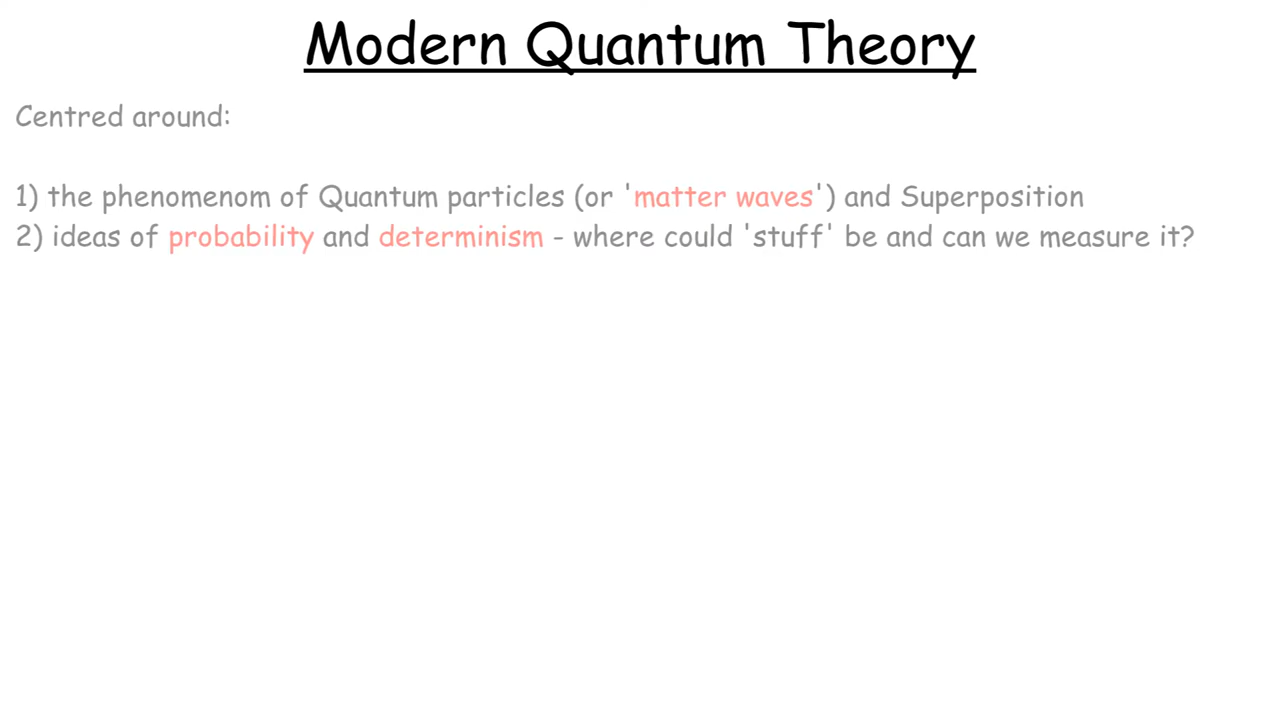 Modern Quantum Theory
Centred around:
1) the phenomenom of Quantum particles (or 'matter waves') and Superposition
2) ideas of probability and determinism - where could 'stuff' be and can we measure it?